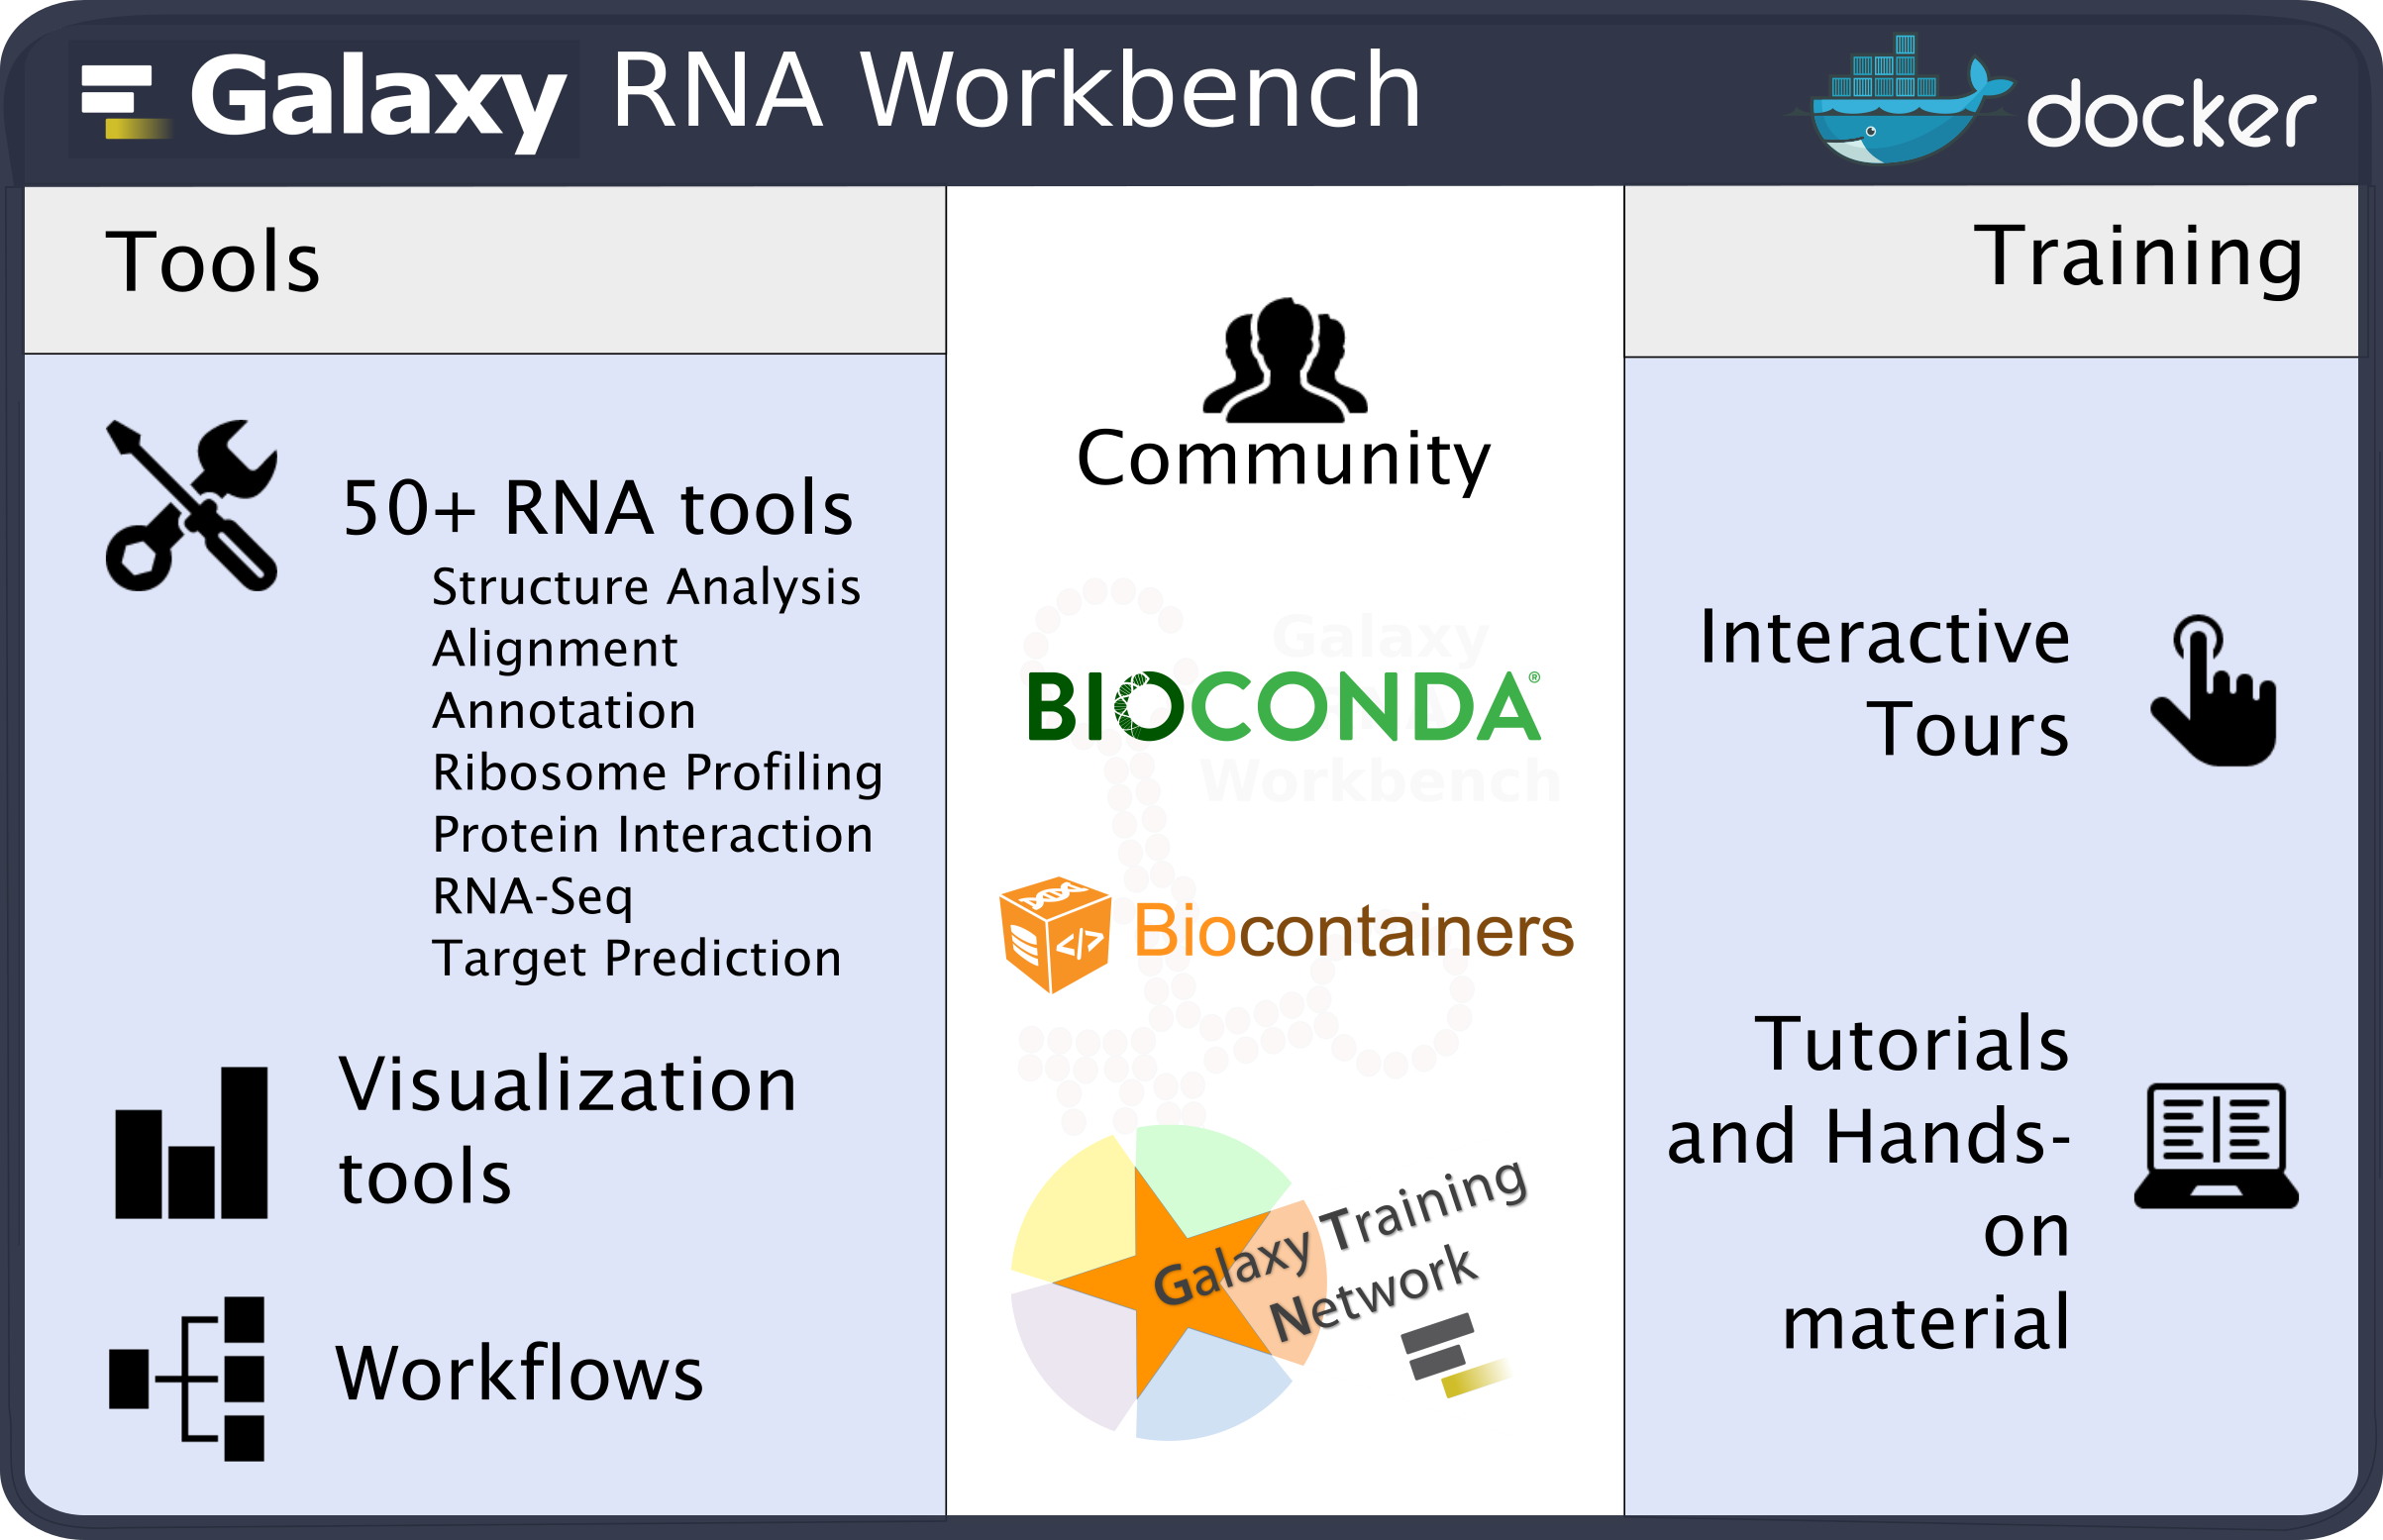 Galaxy RNA Workbench
docker
Tools
50+ RNA tools
Structure Analysis
Alignment
Annotation
Ribosome Profiling
Protein Interaction
RNA-Seq
Target Prediction
Visualization
tools
Workflows
Community
Galaxy
BIOCONDA®
Workbench
Biocontainers
</>
Galaxy Training
Network
Training
Interactive
Tours
Tutorials
and Hands-
on
material